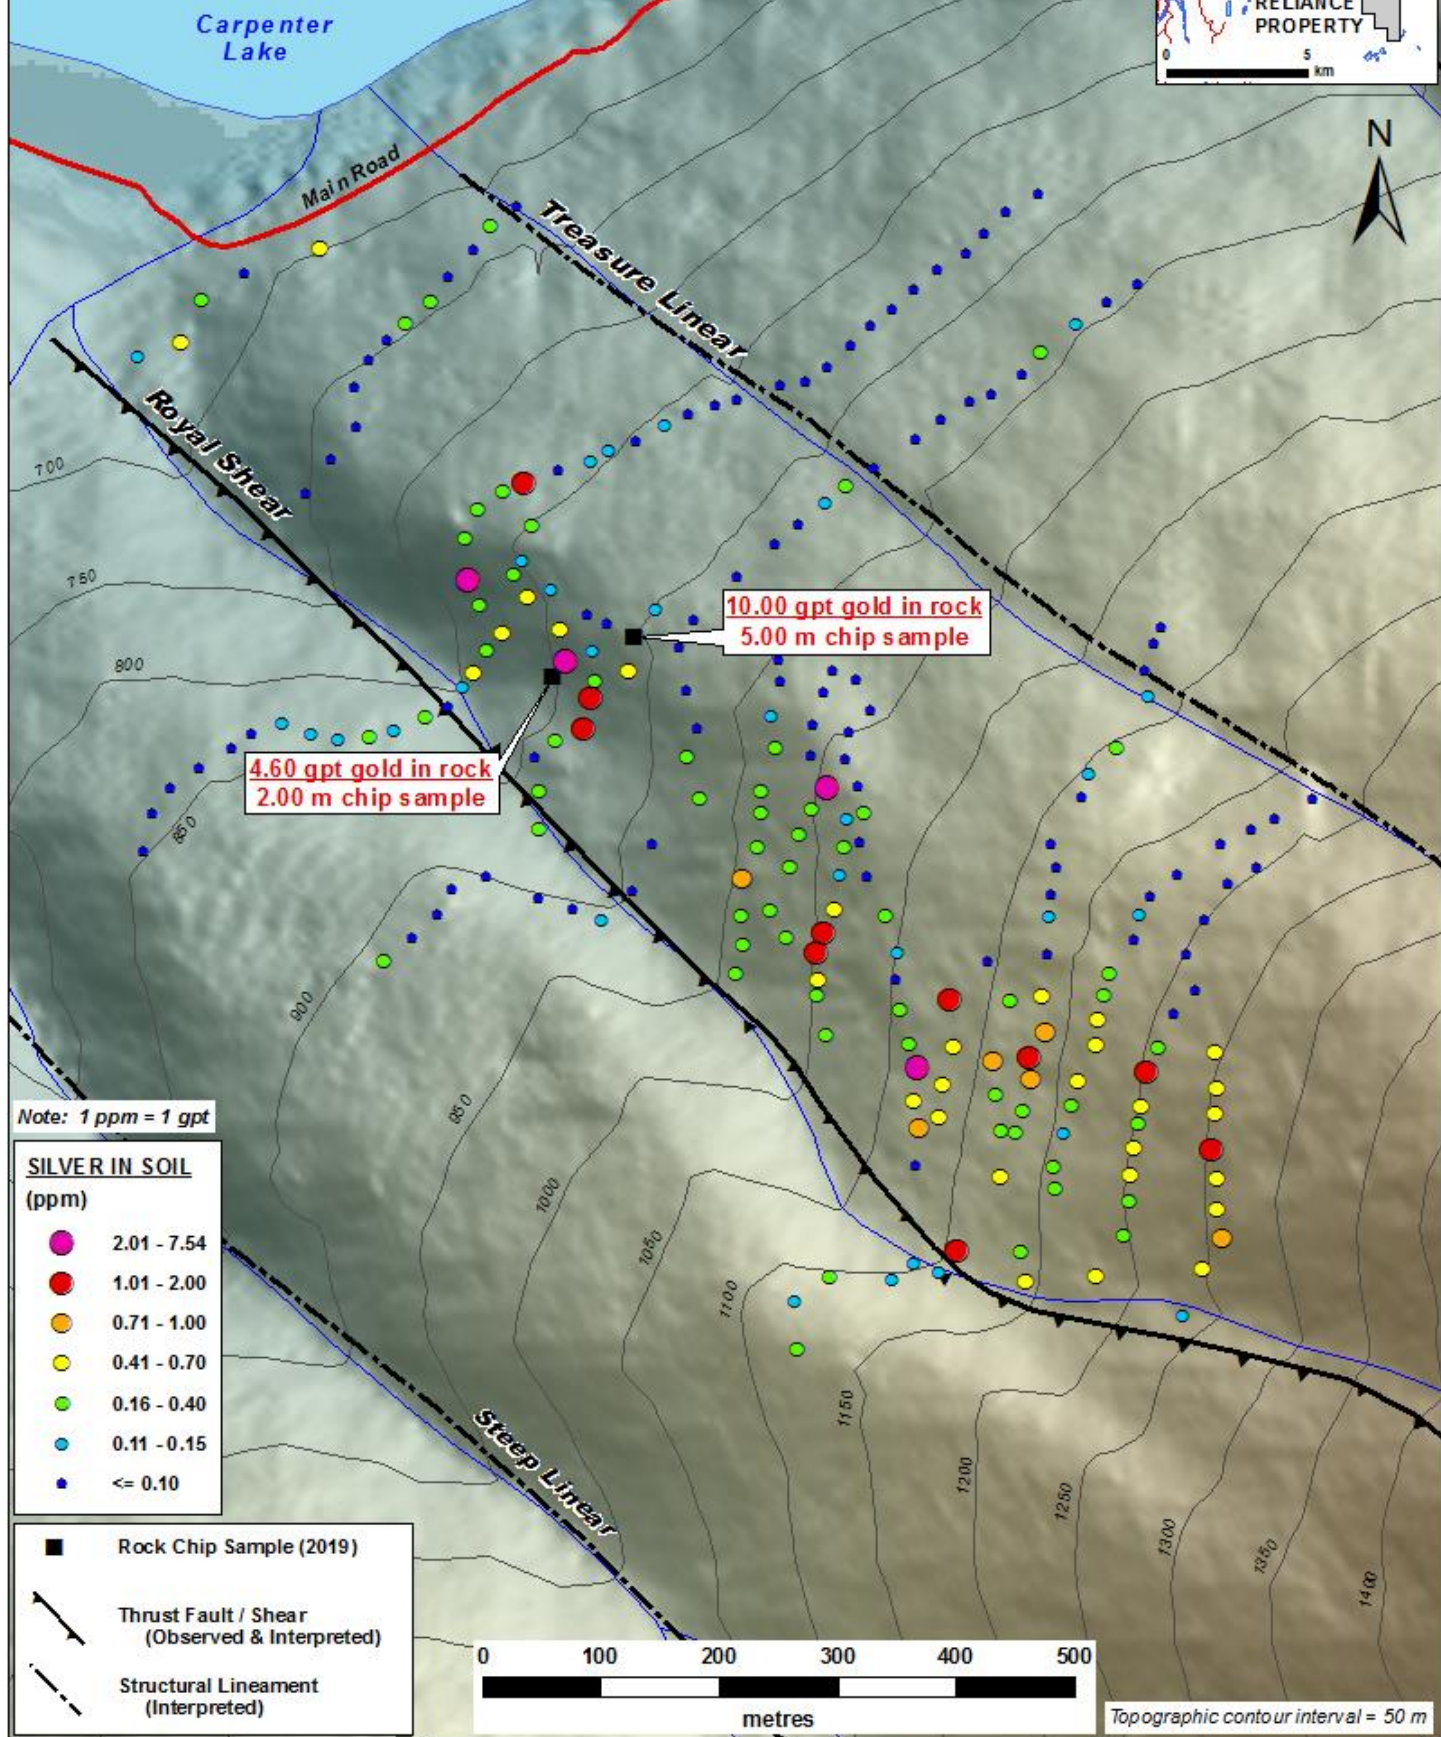 Carpenter
Lake
RELIANCE
PROPERTY
0 5
km
N
Main Road
Treasure Linear
Royal Shear
700
750
10.00 gpt gold in rock
5.00 m chip sample
800
4.60 gpt gold in rock
2.00 m chip sample
850
900
950
1000
1050
1100
1150
1200
1250
1300
1350
1400
Steep Linear
Note: 1 ppm = 1 gpt
SILVER IN SOIL
(ppm)
2.01 - 7.54
1.01 - 2.00
0.71 - 1.00
0.41 - 0.70
0.16 - 0.40
0.11 - 0.15
<= 0.10
Rock Chip Sample (2019)
Thrust Fault / Shear
(Observed & Interpreted)
Structural Lineament
(Interpreted)
0 100 200 300 400 500
metres
Topographic contour interval = 50 m